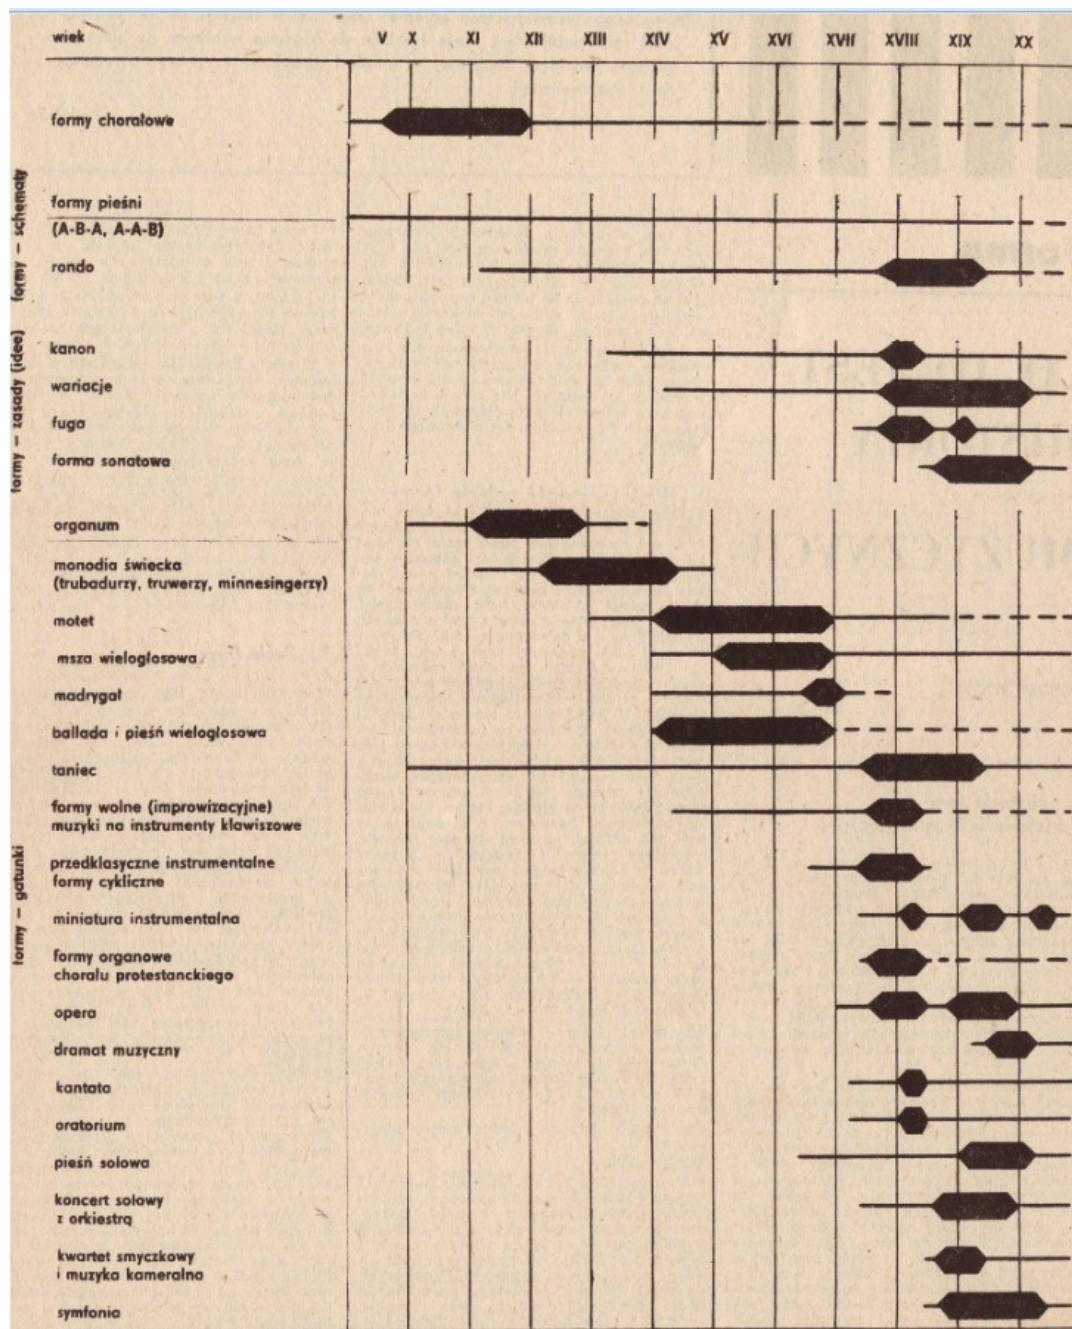 wiek V X XI XII XIII XIV XV XVI XVII XVIII XIX XX
formy chorałowe
formy – schematy
formy pieśni
(A-B-A, A-A-B)
rondo
formy – zasady (idee)
kanon
wariacje
fuga
forma sonatowa
formy – gatunki
organum
monodia świecka
(trubadurzy, truwerzy, minnesingerzy)
motet
msza wielogłosowa
madrygał
ballada i pieśń wielogłosowa
taniec
formy wolne (improwizacyjne)
muzyki na instrumenty klawiszowe
przedklasyczne instrumentalne
formy cykliczne
miniatura instrumentalna
formy organowe
chorału protestanckiego
opera
dramat muzyczny
kantata
oratorium
pieśń solowa
koncert solowy
z orkiestrą
kwartet smyczkowy
i muzyka kameralna
symfonia